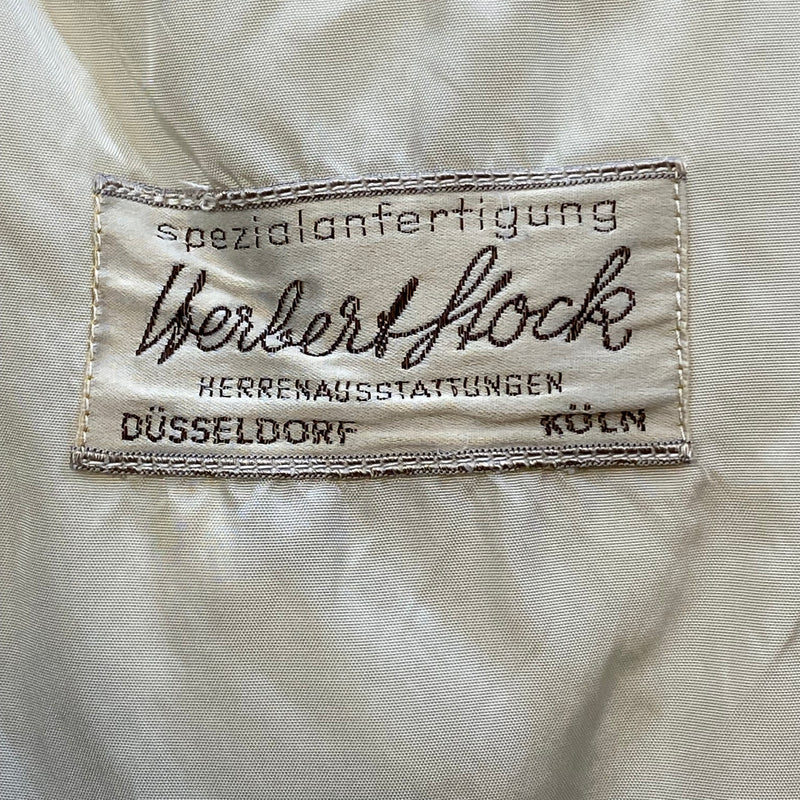 spezialanfertigung
Herbert Stock
HERRENAUSSTATTUNGEN
DÜSSELDORF KÖLN